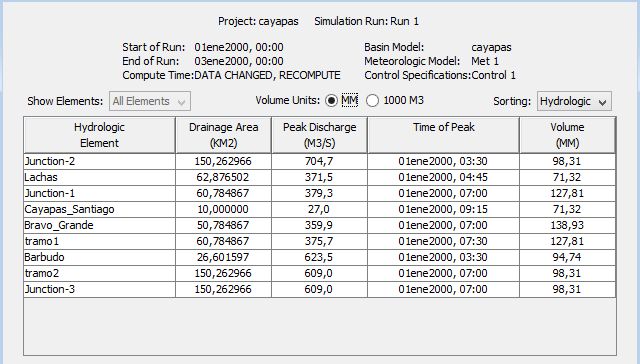 Project: cayapas Simulation Run: Run 1
Start of Run: 01ene2000, 00:00 Basin Model: cayapas
End of Run: 03ene2000, 00:00 Meteorologic Model: Met 1
Compute Time:DATA CHANGED, RECOMPUTE Control Specifications:Control 1
Show Elements: All Elements Volume Units: MM 1000 M3 Sorting: Hydrologic
Hydrologic Drainage Area Peak Discharge Time of Peak Volume
Element (KM2) (M3/S) (MM)
Junction-2 150,262966 704,7 01ene2000, 03:30 98,31
Lachas 62,876502 371,5 01ene2000, 04:45 71,32
Junction-1 60,784867 379,3 01ene2000, 07:00 127,81
Cayapas_Santiago 10,000000 27,0 01ene2000, 09:15 71,32
Bravo_Grande 50,784867 359,9 01ene2000, 07:00 138,93
tramo1 60,784867 375,7 01ene2000, 07:30 127,81
Barbudo 26,601597 623,5 01ene2000, 03:30 94,74
tramo2 150,262966 609,0 01ene2000, 07:00 98,31
Junction-3 150,262966 609,0 01ene2000, 07:00 98,31